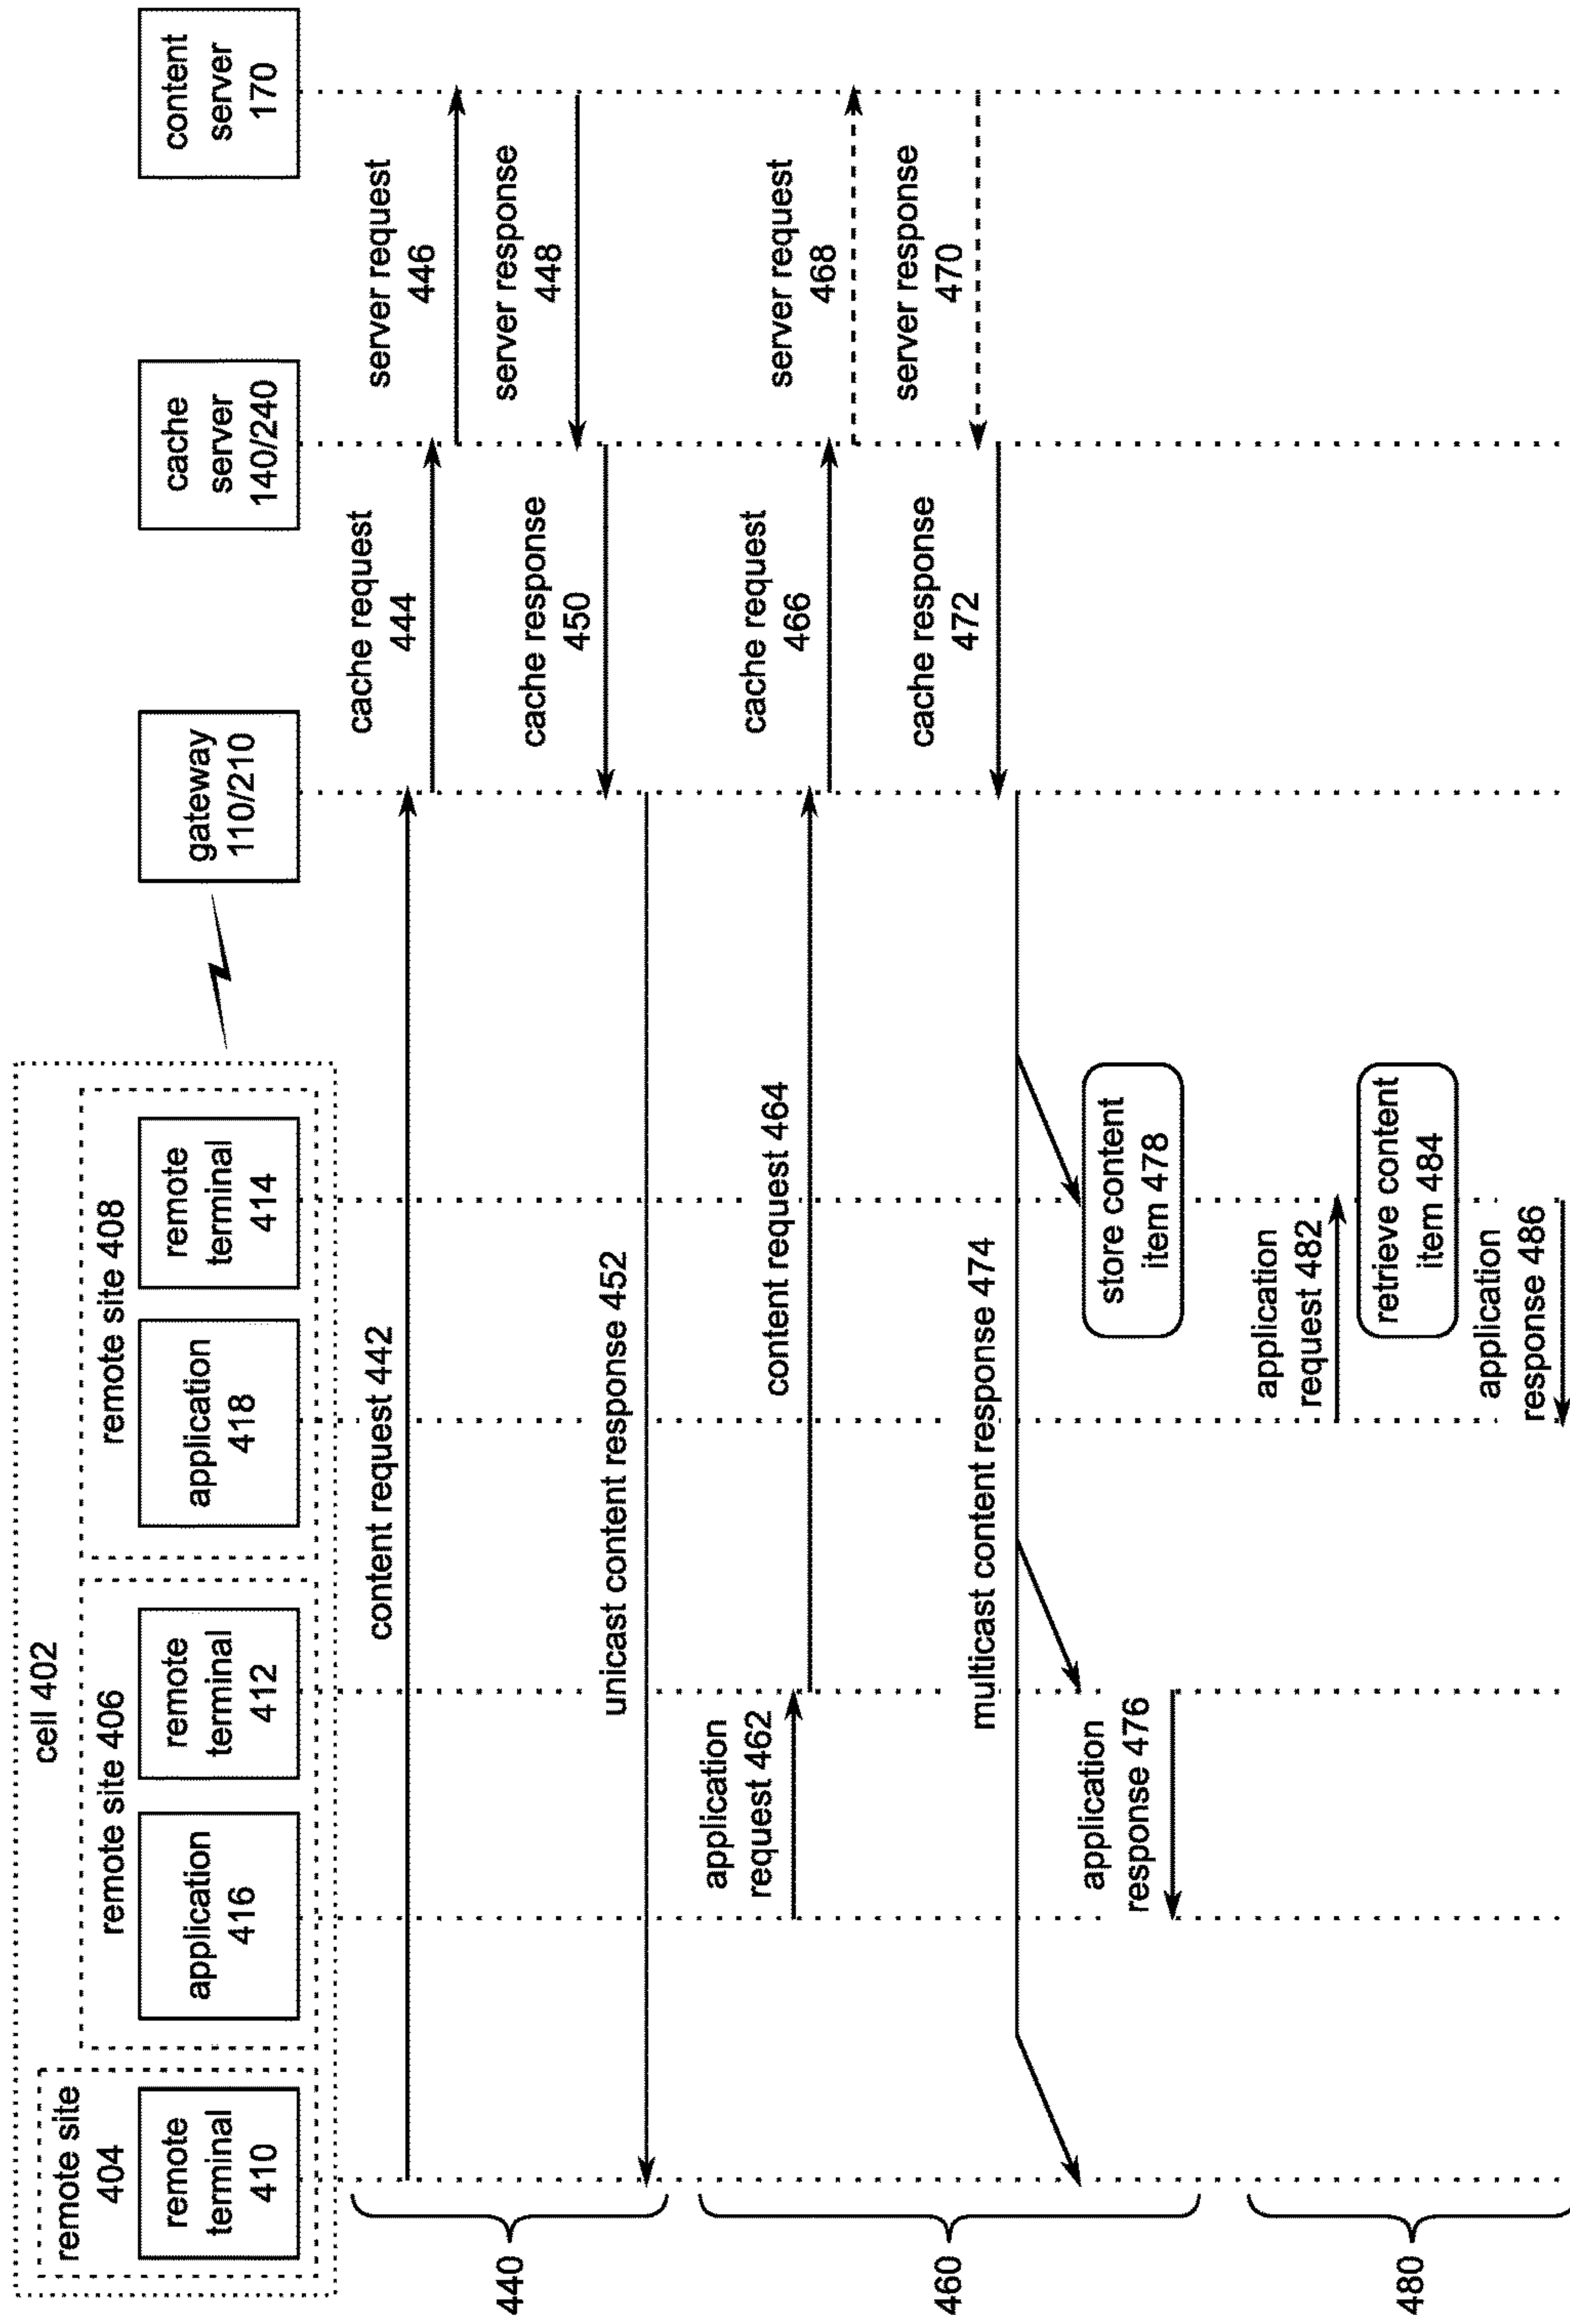 cell 402
remote site
404
remote site 406
remote site 408
remote
terminal
410
application
416
remote
terminal
412
application
418
remote
terminal
414
gateway
110/210
cache
server
140/240
content
server
170
440
content request 442
cache request
444
server request
446
server response
448
cache response
450
unicast content response 452
460
application
request 462
content request 464
cache request
466
server request
468
server response
470
cache response
472
multicast content response 474
application
response 476
store content
item 478
480
application
request 482
retrieve content
item 484
application
response 486